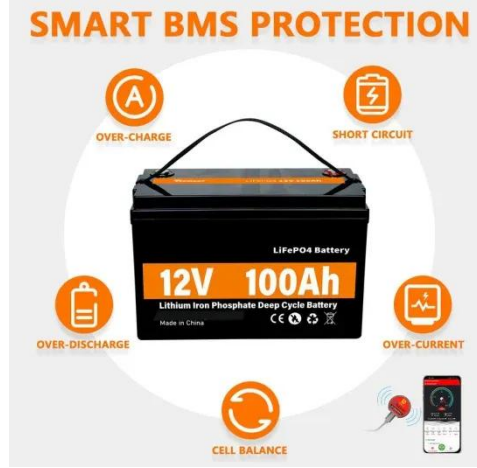 SMART BMS PROTECTION
A
OVER-CHARGE
SHORT CIRCUIT
LiFePO4 Battery
12V 100Ah
Lithium Iron Phosphate Deep Cycle Battery
Made in China
CE
OVER-DISCHARGE
OVER-CURRENT
CELL BALANCE